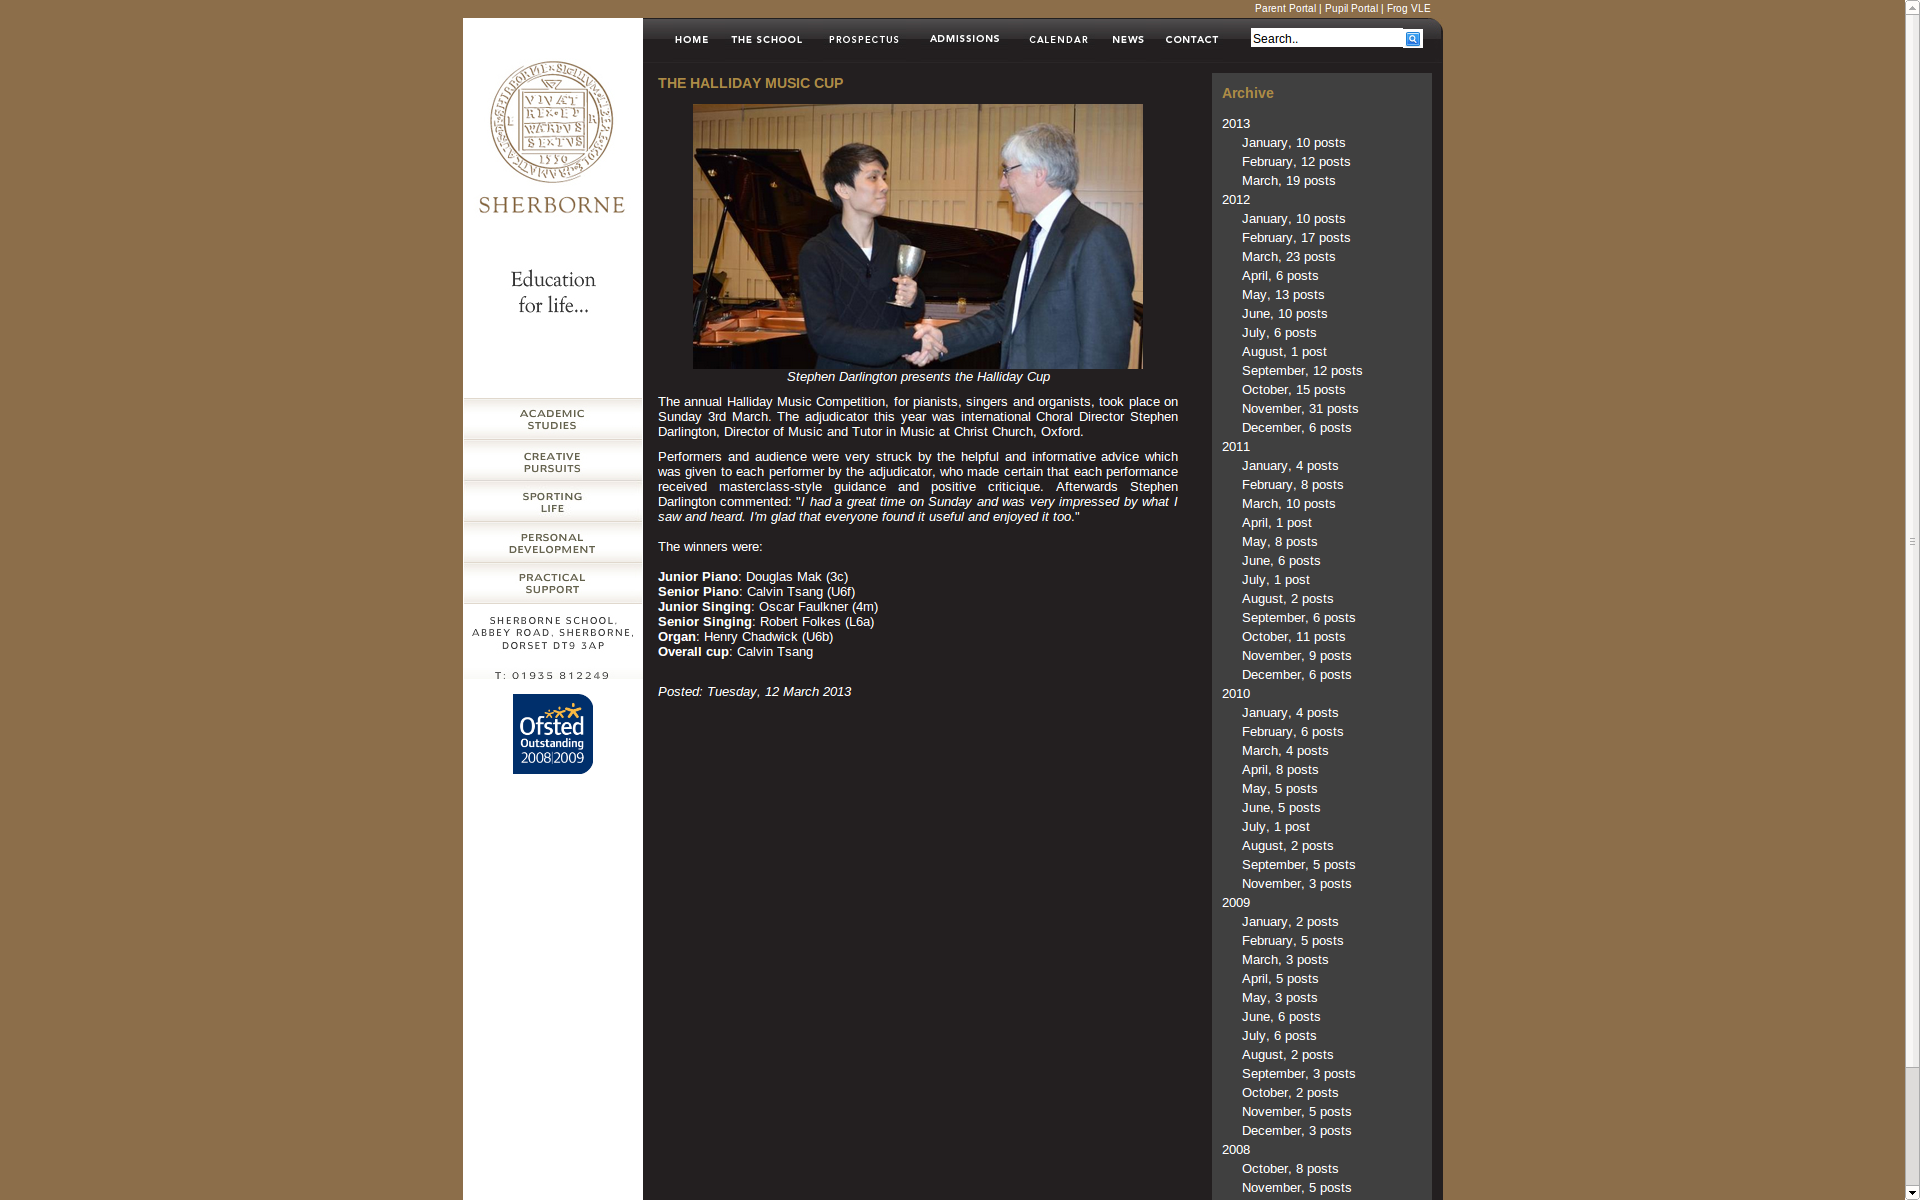 Parent Portal | Pupil Portal | Frog VLE
HOME THE SCHOOL PROSPECTUS ADMISSIONS CALENDAR NEWS CONTACT
Search..
VIVAT
SHERBORNE
Education
for life...
ACADEMIC
STUDIES
CREATIVE
PURSUITS
SPORTING
LIFE
PERSONAL
DEVELOPMENT
PRACTICAL
SUPPORT
SHERBORNE SCHOOL,
ABBEY ROAD, SHERBORNE,
DORSET DT9 3AP
T: 01935 812249
Ofsted
Outstanding
2008|2009
THE HALLIDAY MUSIC CUP
Stephen Darlington presents the Halliday Cup
The annual Halliday Music Competition, for pianists, singers and organists, took place on
Sunday 3rd March. The adjudicator this year was international Choral Director Stephen
Darlington, Director of Music and Tutor in Music at Christ Church, Oxford.
Performers and audience were very struck by the helpful and informative advice which
was given to each performer by the adjudicator, who made certain that each performance
received masterclass-style guidance and positive criticique. Afterwards Stephen
Darlington commented: "I had a great time on Sunday and was very impressed by what I
saw and heard. I'm glad that everyone found it useful and enjoyed it too."
The winners were:
Junior Piano: Douglas Mak (3c)
Senior Piano: Calvin Tsang (U6f)
Junior Singing: Oscar Faulkner (4m)
Senior Singing: Robert Folkes (L6a)
Organ: Henry Chadwick (U6b)
Overall cup: Calvin Tsang
Posted: Tuesday, 12 March 2013
Archive
2013
January, 10 posts
February, 12 posts
March, 19 posts
2012
January, 10 posts
February, 17 posts
March, 23 posts
April, 6 posts
May, 13 posts
June, 10 posts
July, 6 posts
August, 1 post
September, 12 posts
October, 15 posts
November, 31 posts
December, 6 posts
2011
January, 4 posts
February, 8 posts
March, 10 posts
April, 1 post
May, 8 posts
June, 6 posts
July, 1 post
August, 2 posts
September, 6 posts
October, 11 posts
November, 9 posts
December, 6 posts
2010
January, 4 posts
February, 6 posts
March, 4 posts
April, 8 posts
May, 5 posts
June, 5 posts
July, 1 post
August, 2 posts
September, 5 posts
November, 3 posts
2009
January, 2 posts
February, 5 posts
March, 3 posts
April, 5 posts
May, 3 posts
June, 6 posts
July, 6 posts
August, 2 posts
September, 3 posts
October, 2 posts
November, 5 posts
December, 3 posts
2008
October, 8 posts
November, 5 posts